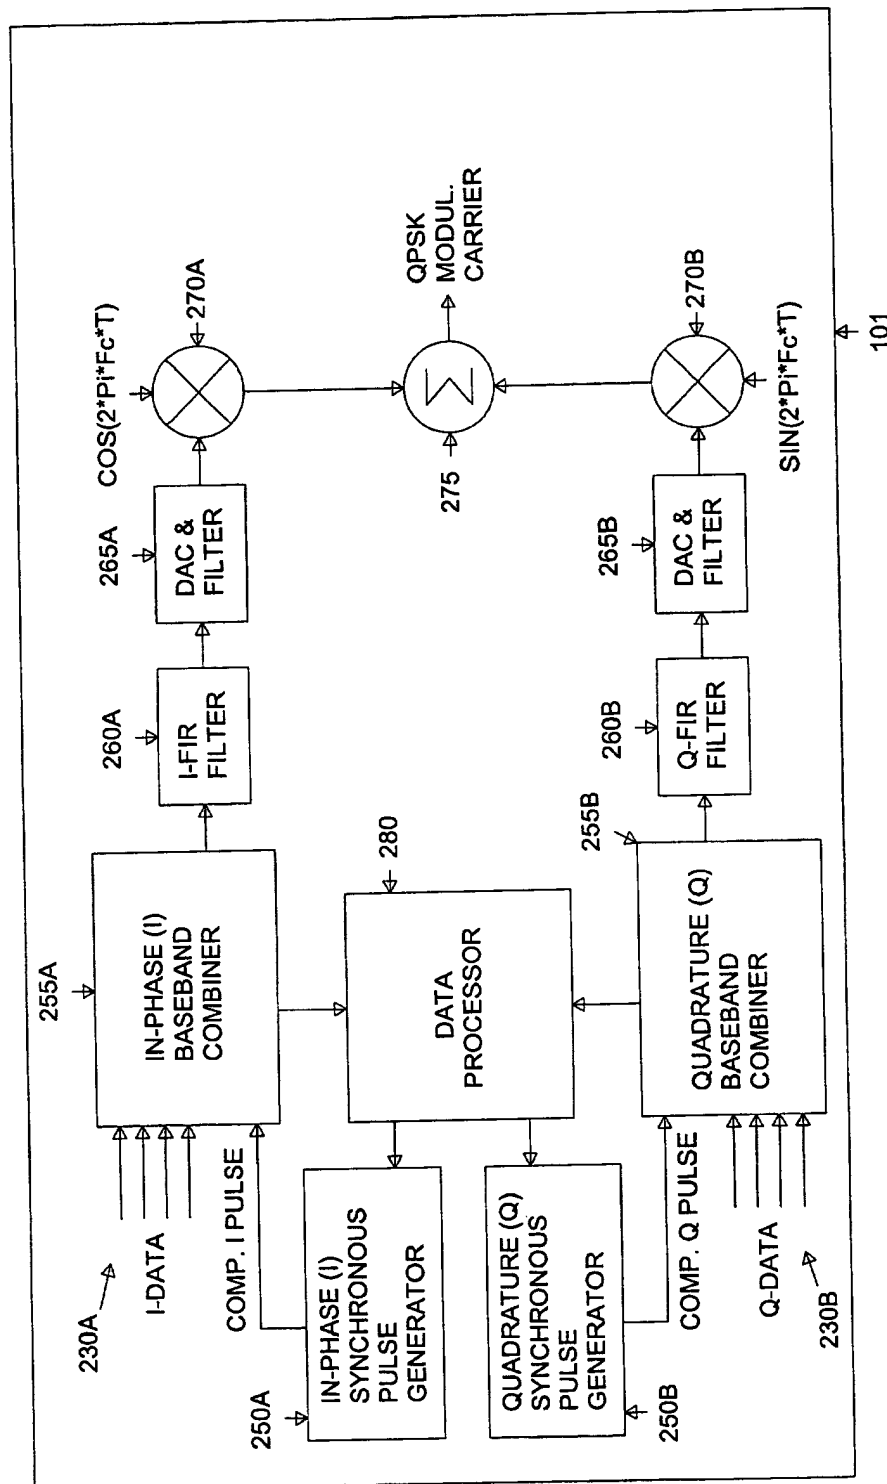 230A
I-DATA
COMP. I PULSE
255A
IN-PHASE (I)
BASEBAND
COMBINER
260A
I-FIR
FILTER
265A
DAC &
FILTER
COS(2*Pi*Fc*T)
270A
250A
IN-PHASE (I)
SYNCHRONOUS
PULSE
GENERATOR
280
DATA
PROCESSOR
275
Σ
QPSK
MODUL.
CARRIER
250B
QUADRATURE (Q)
SYNCHRONOUS
PULSE
GENERATOR
COMP. Q PULSE
Q-DATA
230B
255B
QUADRATURE (Q)
BASEBAND
COMBINER
260B
Q-FIR
FILTER
265B
DAC &
FILTER
270B
SIN(2*Pi*Fc*T)
101